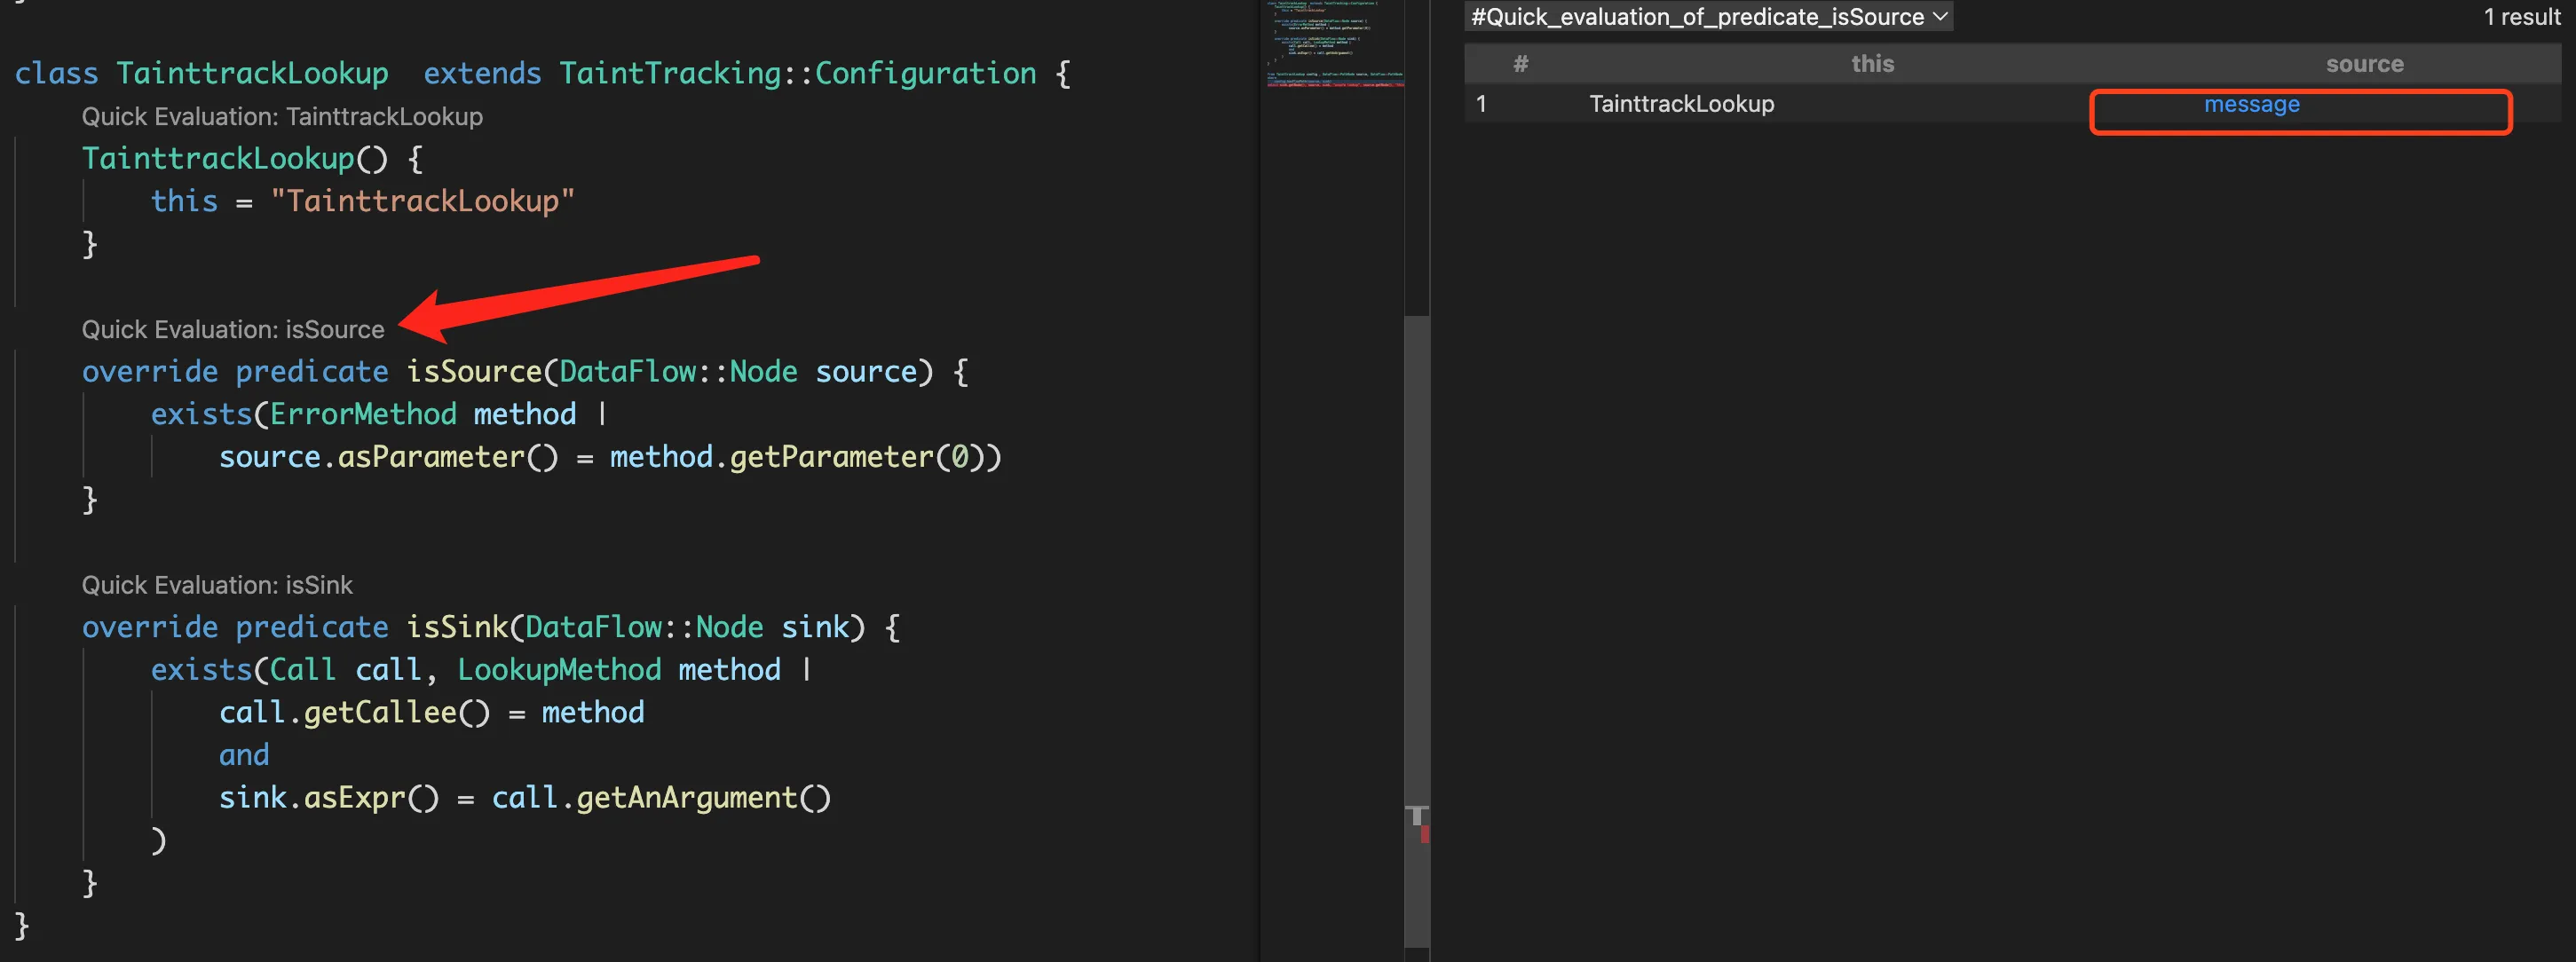 class TainttrackLookup  extends TaintTracking::Configuration {
Quick Evaluation: TainttrackLookup
TainttrackLookup() {
this = "TainttrackLookup"
}
Quick Evaluation: isSource
override predicate isSource(DataFlow::Node source) {
exists(ErrorMethod method |
source.asParameter() = method.getParameter(0))
}
Quick Evaluation: isSink
override predicate isSink(DataFlow::Node sink) {
exists(Call call, LookupMethod method |
call.getCallee() = method
and
sink.asExpr() = call.getAnArgument()
)
}
}
#Quick_evaluation_of_predicate_isSource
1 result
# this source
1 TainttrackLookup message